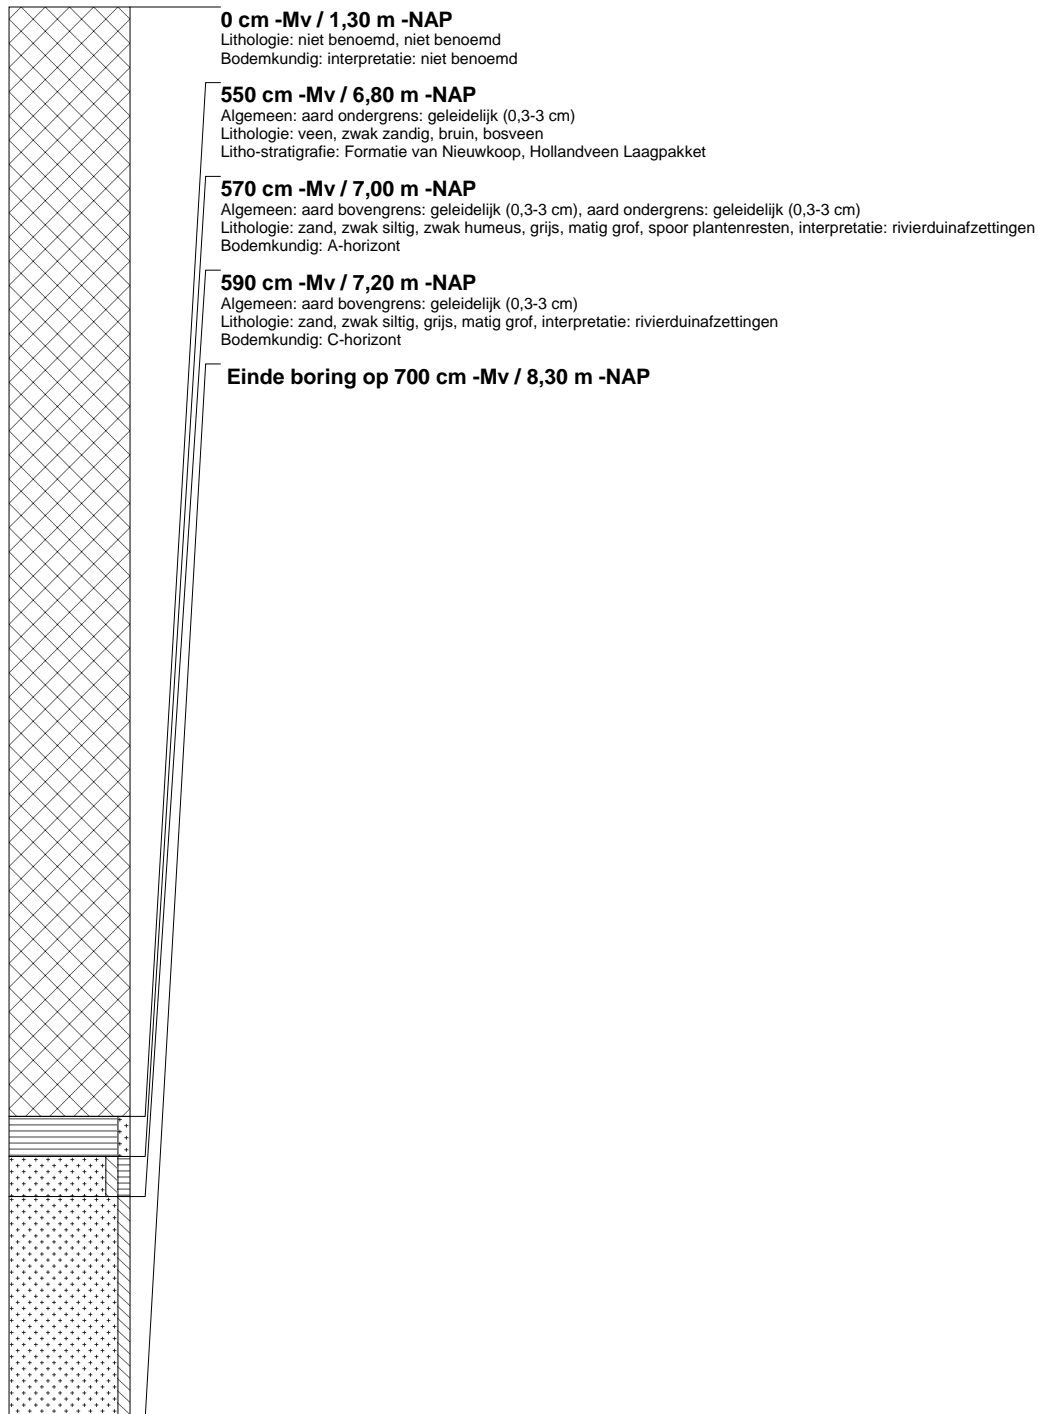 0 cm -Mv / 1,30 m -NAP
Lithologie: niet benoemd, niet benoemd
Bodemkundig: interpretatie: niet benoemd
550 cm -Mv / 6,80 m -NAP
Algemeen: aard ondergrens: geleidelijk (0,3-3 cm)
Lithologie: veen, zwak zandig, bruin, bosveen
Litho-stratigrafie: Formatie van Nieuwkoop, Hollandveen Laagpakket
570 cm -Mv / 7,00 m -NAP
Algemeen: aard bovengrens: geleidelijk (0,3-3 cm), aard ondergrens: geleidelijk (0,3-3 cm)
Lithologie: zand, zwak siltig, zwak humeus, grijs, matig grof, spoor plantenresten, interpretatie: rivierduinafzettingen
Bodemkundig: A-horizont
590 cm -Mv / 7,20 m -NAP
Algemeen: aard bovengrens: geleidelijk (0,3-3 cm)
Lithologie: zand, zwak siltig, grijs, matig grof, interpretatie: rivierduinafzettingen
Bodemkundig: C-horizont
Einde boring op 700 cm -Mv / 8,30 m -NAP